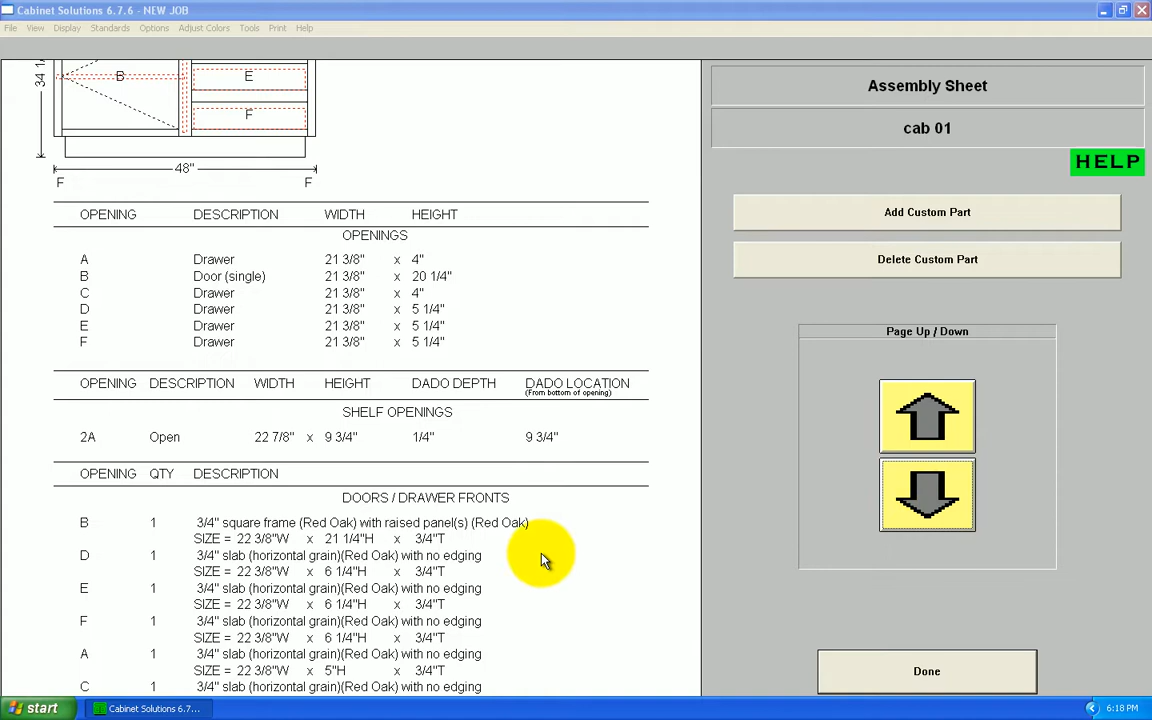 Cabinet Solutions 6.7.6 - NEW JOB
File View Display Standards Options Adjust Colors Tools Print Help
34 1/
B E
F
48"
F F
OPENING DESCRIPTION WIDTH HEIGHT
OPENINGS
A Drawer 21 3/8" x 4"
B Door (single) 21 3/8" x 20 1/4"
C Drawer 21 3/8" x 4"
D Drawer 21 3/8" x 5 1/4"
E Drawer 21 3/8" x 5 1/4"
F Drawer 21 3/8" x 5 1/4"
OPENING DESCRIPTION WIDTH HEIGHT DADO DEPTH DADO LOCATION
(From bottom of opening)
SHELF OPENINGS
2A Open 22 7/8" x 9 3/4" 1/4" 9 3/4"
OPENING QTY DESCRIPTION
DOORS / DRAWER FRONTS
B 1 3/4" square frame (Red Oak) with raised panel(s) (Red Oak)
SIZE = 22 3/8"W x 21 1/4"H x 3/4"T
D 1 3/4" slab (horizontal grain)(Red Oak) with no edging
SIZE = 22 3/8"W x 6 1/4"H x 3/4"T
E 1 3/4" slab (horizontal grain)(Red Oak) with no edging
SIZE = 22 3/8"W x 6 1/4"H x 3/4"T
F 1 3/4" slab (horizontal grain)(Red Oak) with no edging
SIZE = 22 3/8"W x 6 1/4"H x 3/4"T
A 1 3/4" slab (horizontal grain)(Red Oak) with no edging
SIZE = 22 3/8"W x 5"H x 3/4"T
C 1 3/4" slab (horizontal grain)(Red Oak) with no edging
Assembly Sheet
cab 01
HELP
Add Custom Part
Delete Custom Part
Page Up / Down
Done
start Cabinet Solutions 6.7... 6:18 PM